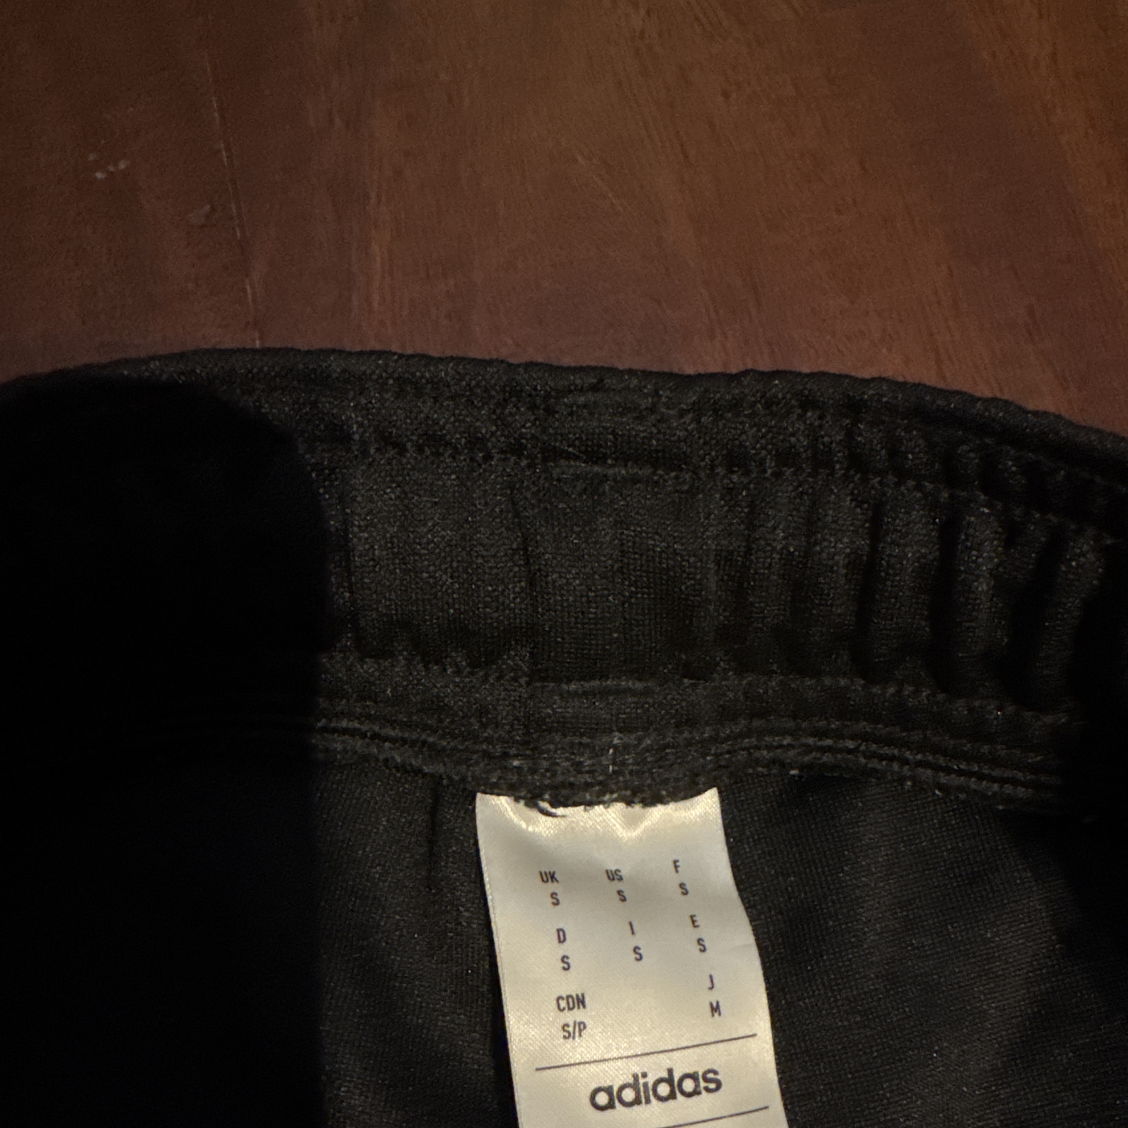 UK US F
S S S
D I E
S S S
CDN J
S/P M
adidas